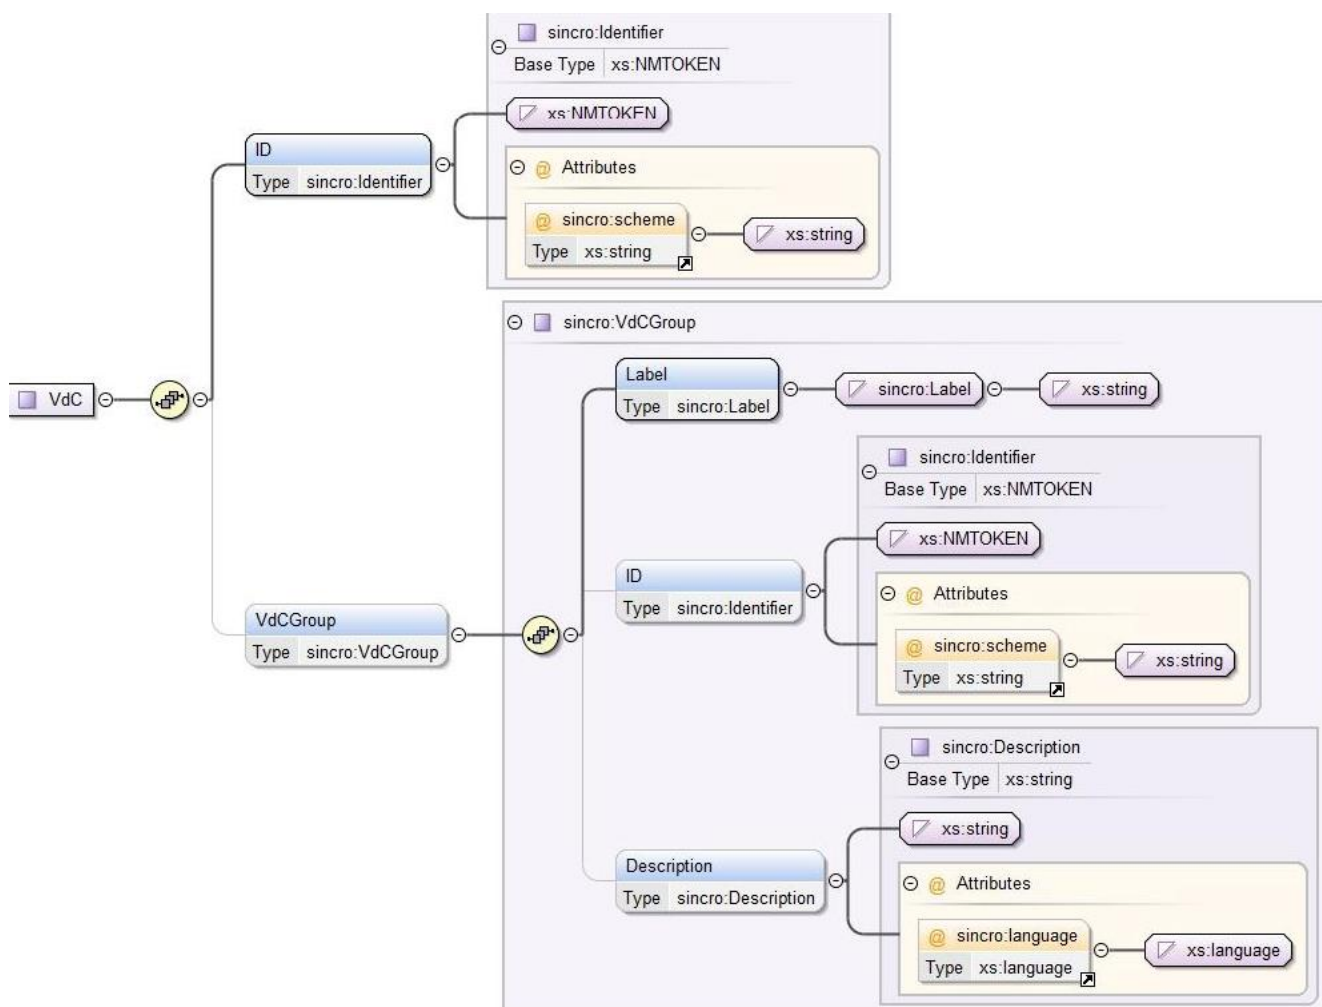 sincro:Identifier
Base Type xs:NMTOKEN
xs:NMTOKEN
ID
Type sincro:Identifier
@ Attributes
@ sincro:scheme
Type xs:string
xs:string
sincro:VdCGroup
VdC
Label
Type sincro:Label
sincro:Label
xs:string
sincro:Identifier
Base Type xs:NMTOKEN
xs:NMTOKEN
ID
Type sincro:Identifier
@ Attributes
@ sincro:scheme
Type xs:string
xs:string
VdCGroup
Type sincro:VdCGroup
sincro:Description
Base Type xs:string
xs:string
Description
Type sincro:Description
@ Attributes
@ sincro:language
Type xs:language
xs:language